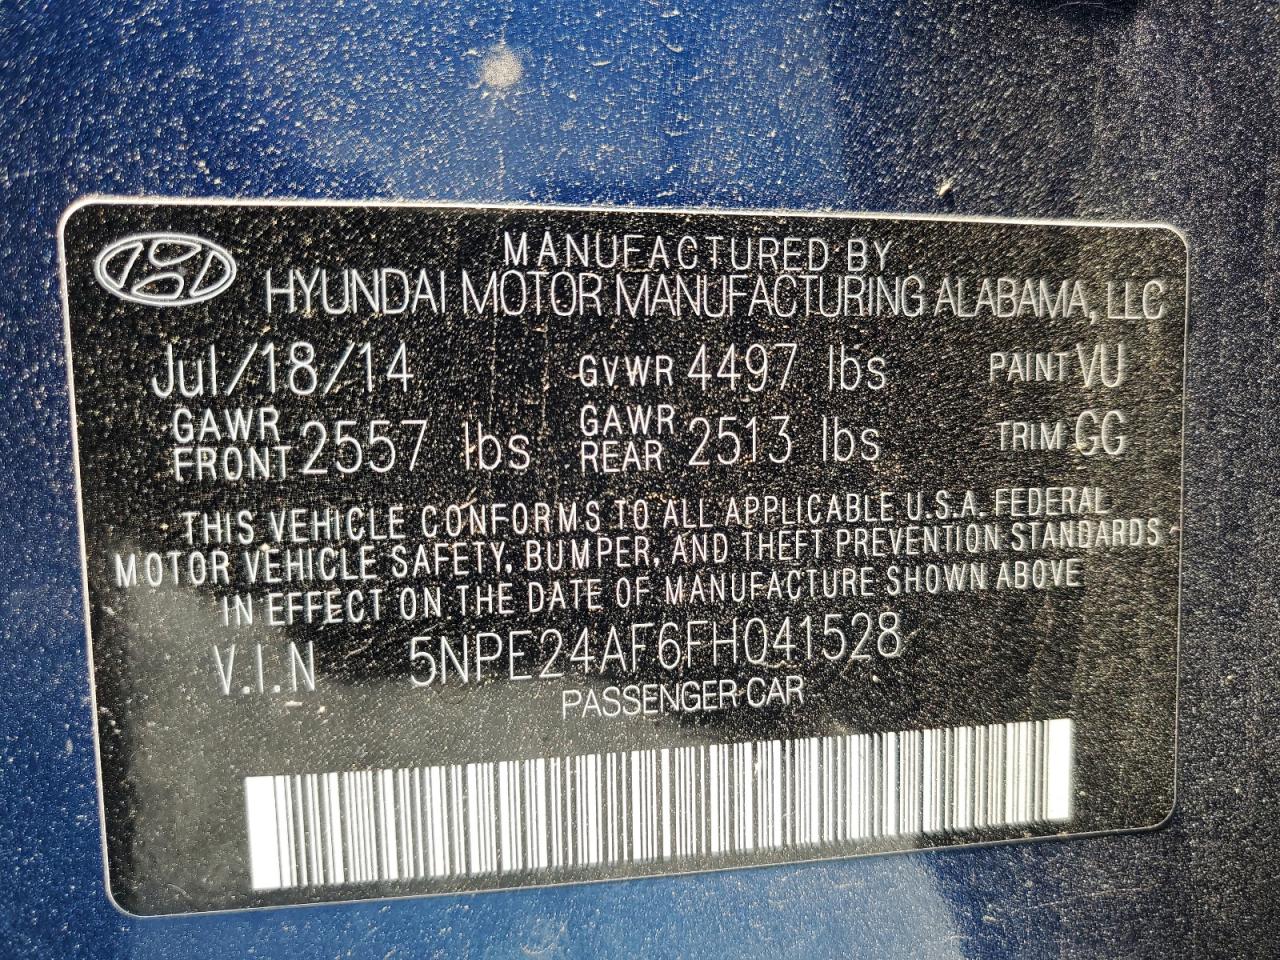 MANUFACTURED BY
HYUNDAI MOTOR MANUFACTURING ALABAMA, LLC
Jul/18/14 GVWR 4497 lbs PAINT VU
GAWR FRONT 2557 lbs GAWR REAR 2513 lbs TRIM GG
THIS VEHICLE CONFORMS TO ALL APPLICABLE U.S.A. FEDERAL
MOTOR VEHICLE SAFETY, BUMPER, AND THEFT PREVENTION STANDARDS
IN EFFECT ON THE DATE OF MANUFACTURE SHOWN ABOVE
V.I.N 5NPE24AF6FH041528
PASSENGER CAR